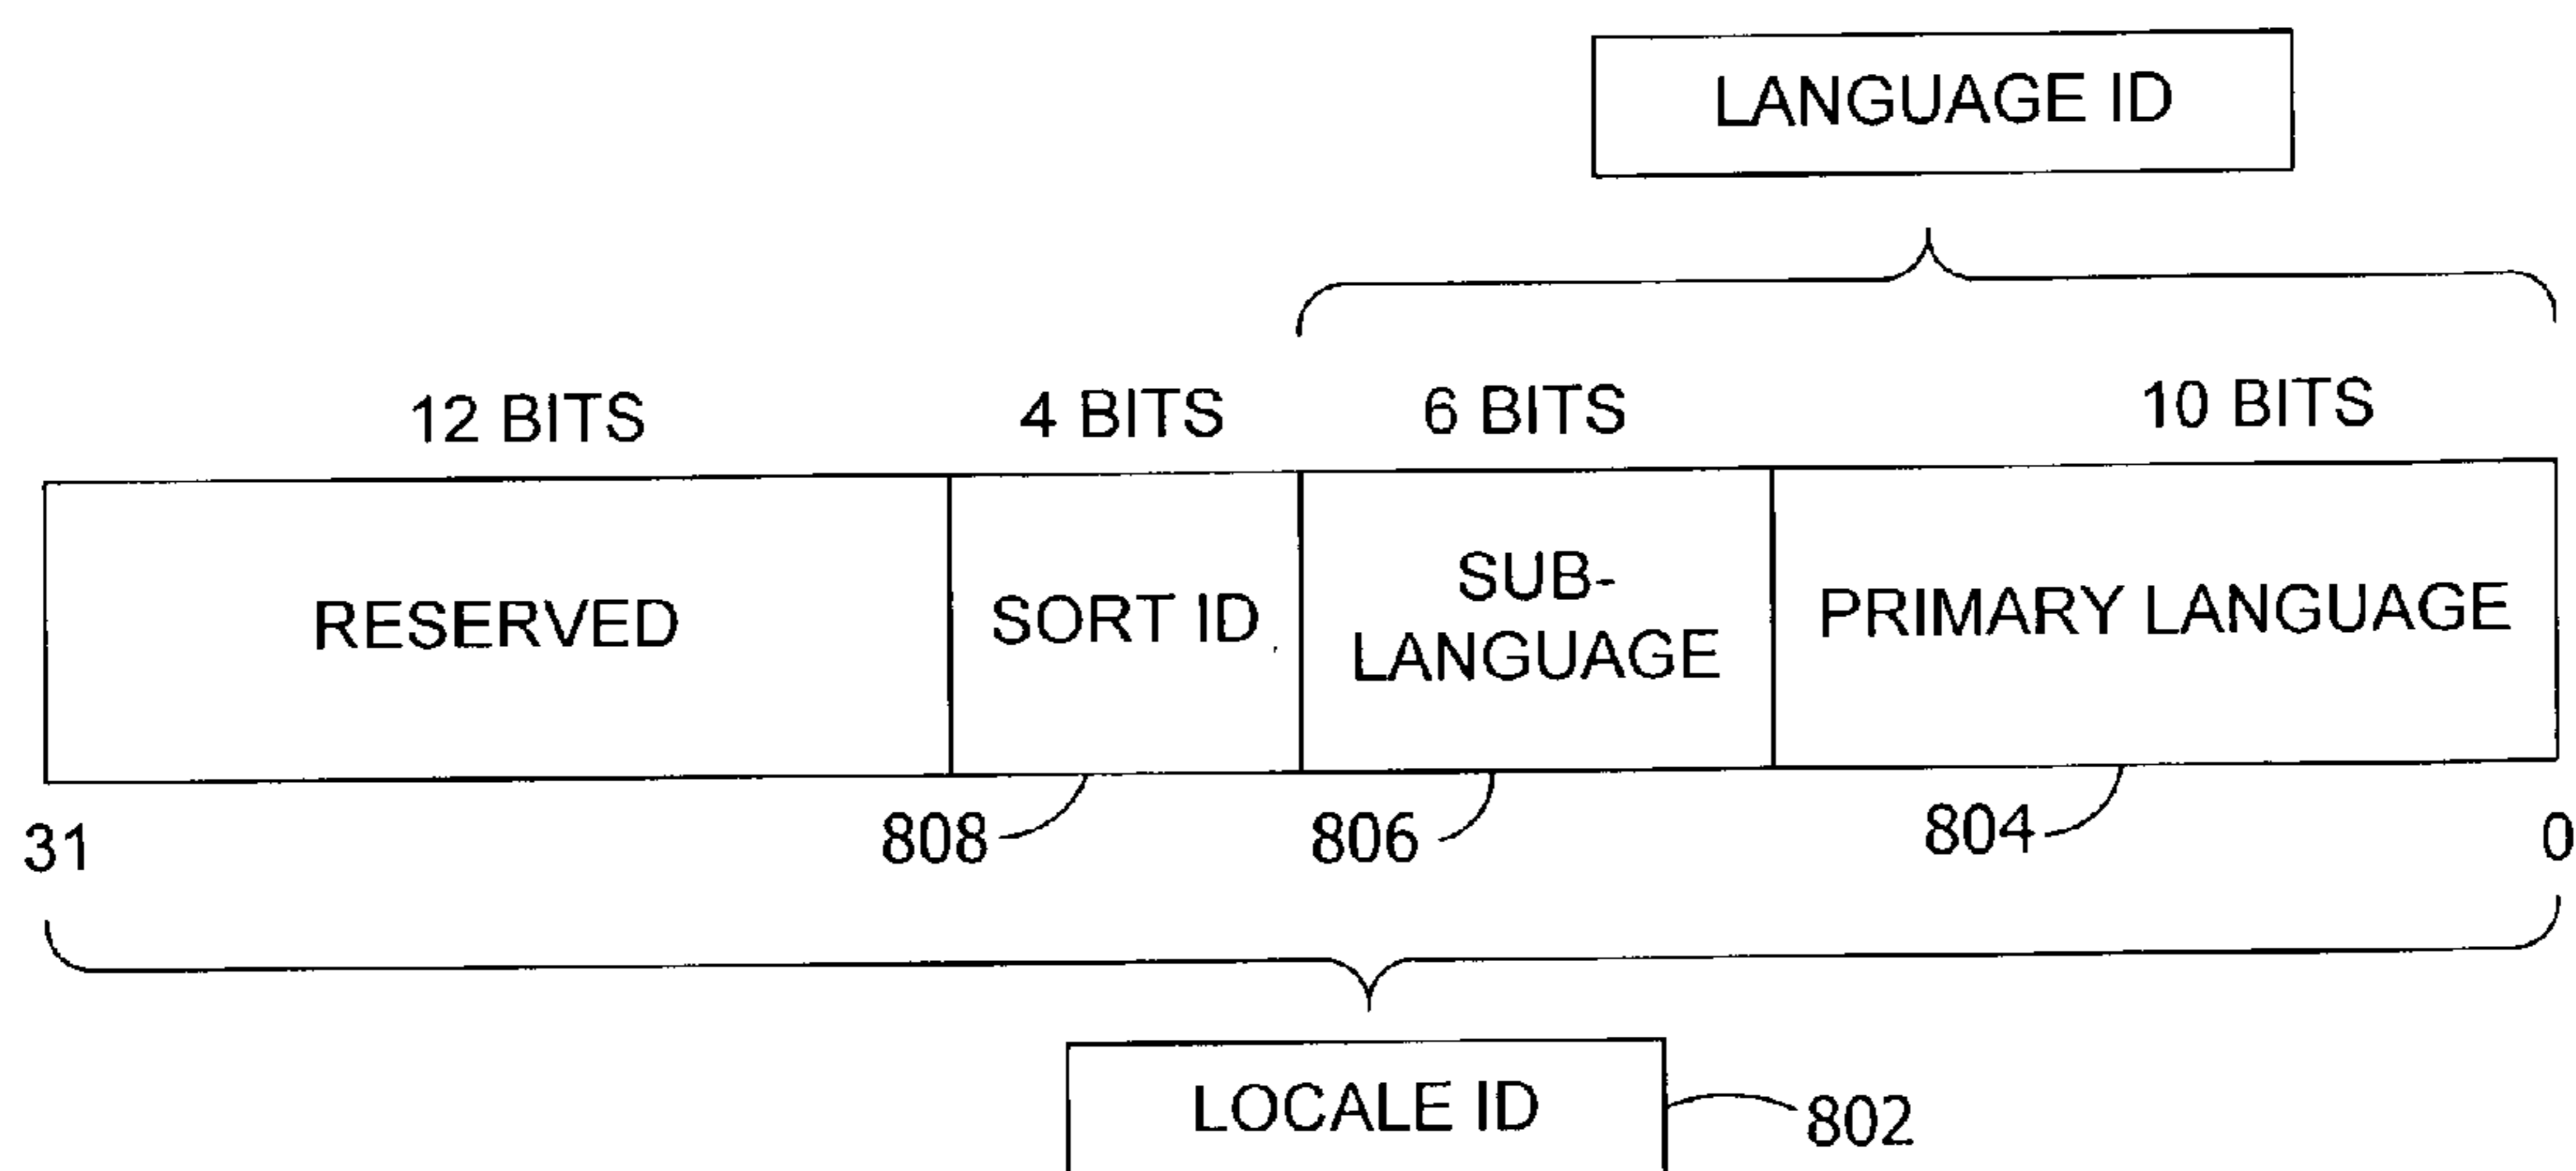 LANGUAGE ID
12 BITS
4 BITS
6 BITS
10 BITS
RESERVED
SORT ID
SUB-
LANGUAGE
PRIMARY LANGUAGE
31
808
806
804
0
LOCALE ID
802